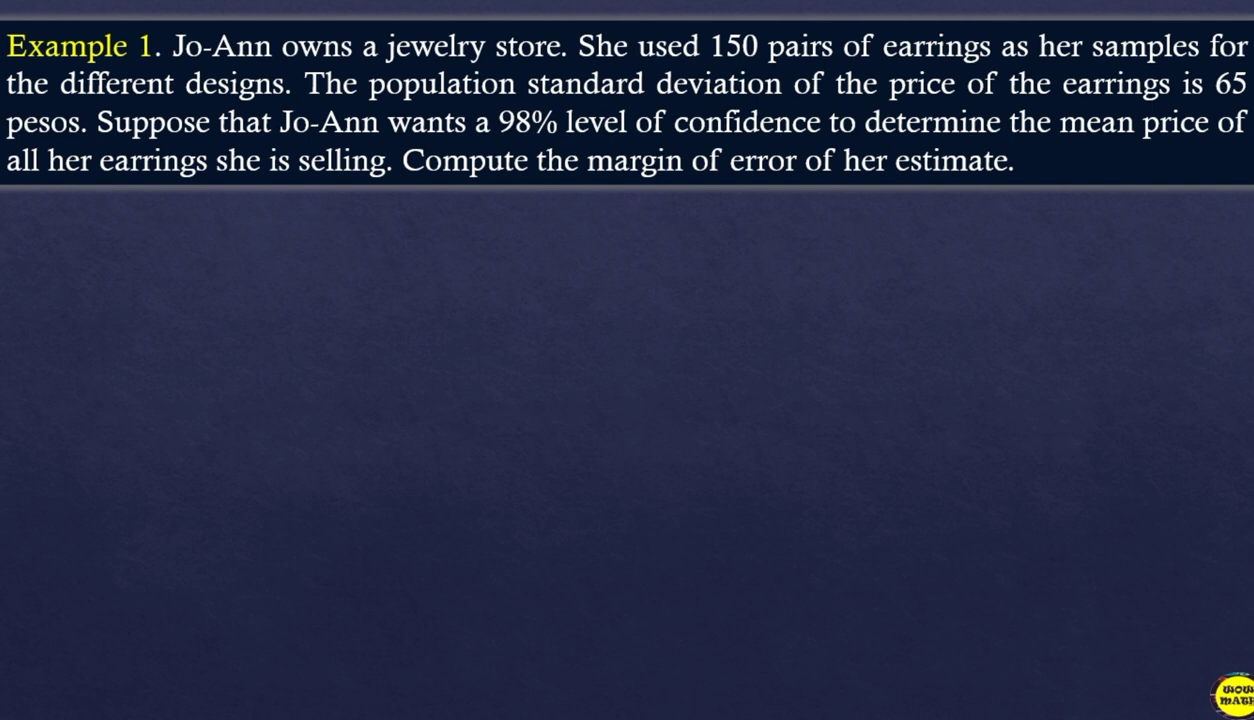 Example 1. Jo-Ann owns a jewelry store. She used 150 pairs of earrings as her samples for
the different designs. The population standard deviation of the price of the earrings is 65
pesos. Suppose that Jo-Ann wants a 98% level of confidence to determine the mean price of
all her earrings she is selling. Compute the margin of error of her estimate.
WOW
MATH